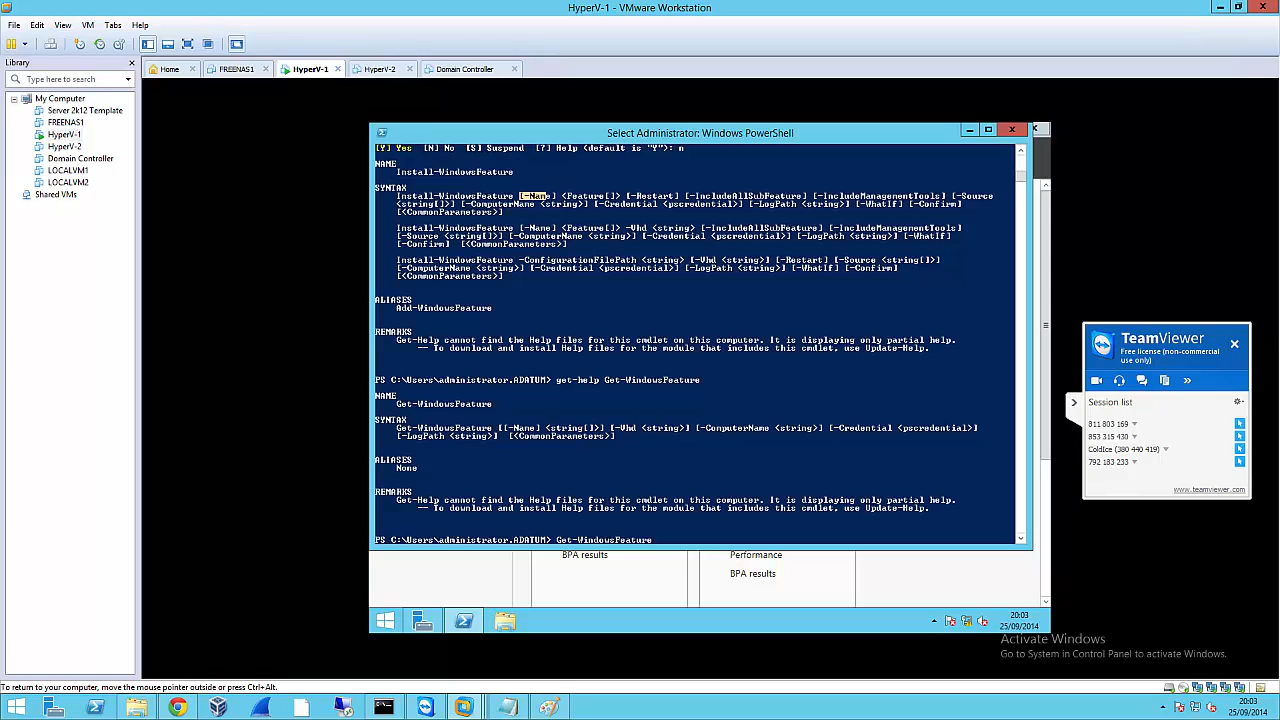 HyperV-1 - VMware Workstation
File Edit View VM Tabs Help
Library
Type here to search
My Computer
Server 2k12 Template
FREENAS1
HyperV-1
HyperV-2
Domain Controller
LOCALVM1
LOCALVM2
Shared VMs
Home FREENAS1 HyperV-1 HyperV-2 Domain Controller
Select Administrator: Windows PowerShell
[Y] Yes [N] No [S] Suspend [?] Help (default is "Y"): n
NAME
Install-WindowsFeature
SYNTAX
Install-WindowsFeature [-Name] <Feature[]> [-Restart] [-IncludeAllSubFeature] [-IncludeManagementTools] [-Source
<string[]>] [-ComputerName <string>] [-Credential <pscredential>] [-LogPath <string>] [-WhatIf] [-Confirm]
[<CommonParameters>]
Install-WindowsFeature [-Name] <Feature[]> -Vhd <string> [-IncludeAllSubFeature] [-IncludeManagementTools]
[-Source <string[]>] [-ComputerName <string>] [-Credential <pscredential>] [-LogPath <string>] [-WhatIf]
[-Confirm] [<CommonParameters>]
Install-WindowsFeature -ConfigurationFilePath <string> [-Vhd <string>] [-Restart] [-Source <string[]>]
[-ComputerName <string>] [-Credential <pscredential>] [-LogPath <string>] [-WhatIf] [-Confirm]
[<CommonParameters>]
ALIASES
Add-WindowsFeature
REMARKS
Get-Help cannot find the Help files for this cmdlet on this computer. It is displaying only partial help.
-- To download and install Help files for the module that includes this cmdlet, use Update-Help.
PS C:\Users\administrator.ADATUM> get-help Get-WindowsFeature
NAME
Get-WindowsFeature
SYNTAX
Get-WindowsFeature [[-Name] <string[]>] [-Vhd <string>] [-ComputerName <string>] [-Credential <pscredential>]
[-LogPath <string>] [<CommonParameters>]
ALIASES
None
REMARKS
Get-Help cannot find the Help files for this cmdlet on this computer. It is displaying only partial help.
-- To download and install Help files for the module that includes this cmdlet, use Update-Help.
PS C:\Users\administrator.ADATUM> Get-WindowsFeature
BPA results
Performance
BPA results
20:03
25/09/2014
TeamViewer
Free license (non-commercial
use only)
Session list
811 803 169
853 315 430
ColdIce (380 440 419)
792 183 233
www.teamviewer.com
Activate Windows
Go to System in Control Panel to activate Windows.
To return to your computer, move the mouse pointer outside or press Ctrl+Alt.
20:03
25/09/2014